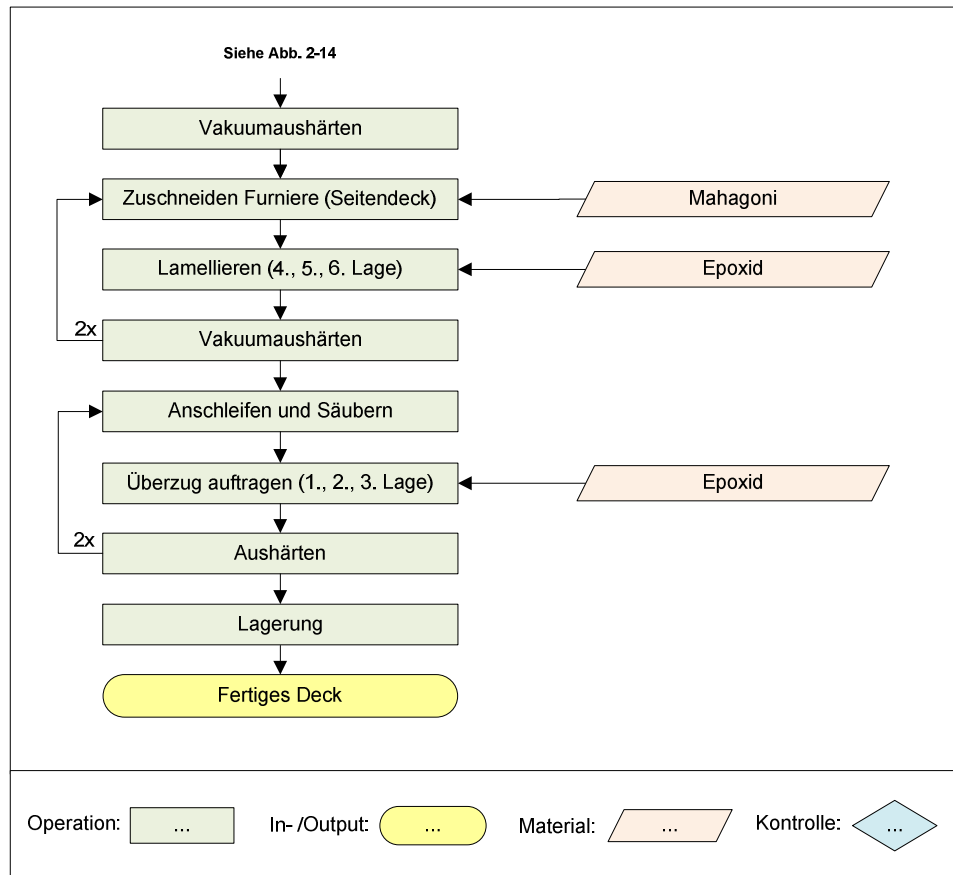 Siehe Abb. 2-14
Vakuumaushärten
Zuschneiden Furniere (Seitendeck)
Mahagoni
Lamellieren (4., 5., 6. Lage)
Epoxid
2x
Vakuumaushärten
Anschleifen und Säubern
Überzug auftragen (1., 2., 3. Lage)
Epoxid
2x
Aushärten
Lagerung
Fertiges Deck
Operation: ... In- /Output: ... Material: ... Kontrolle: ...